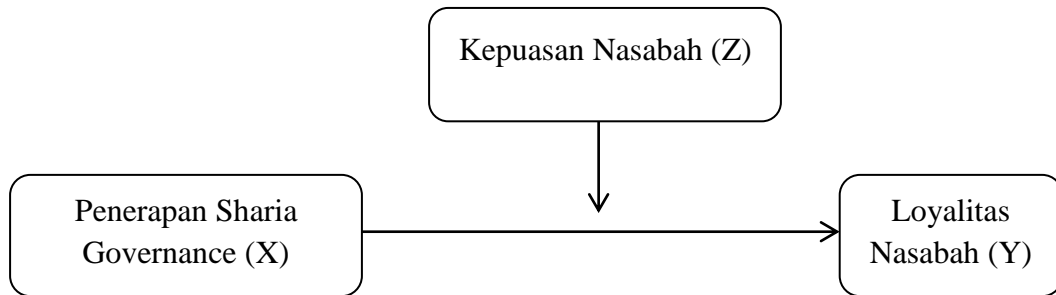 Kepuasan Nasabah (Z)
Penerapan Sharia
Governance (X)
Loyalitas
Nasabah (Y)